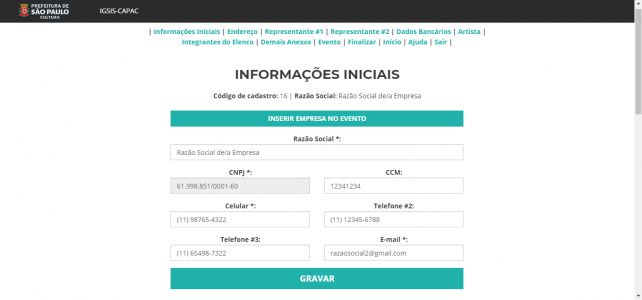 PREFEITURA DE
SÃO PAULO
CULTURA
IGSIS-CAPAC
| Informações Iniciais | Endereço | Representante #1 | Representante #2 | Dados Bancários | Artista |
Integrantes do Elenco | Demais Anexos | Evento | Finalizar | Início | Ajuda | Sair |
INFORMAÇÕES INICIAIS
Código de cadastro: 16 | Razão Social: Razão Social de/a Empresa
INSERIR EMPRESA NO EVENTO
Razão Social *:
Razão Social de/a Empresa
CNPJ *: CCM:
61.998.851/0001-60 12341234
Celular *: Telefone #2:
(11) 98765-4322 (11) 12345-6788
Telefone #3: E-mail *:
(11) 65498-7322 razaosocial2@gmail.com
GRAVAR